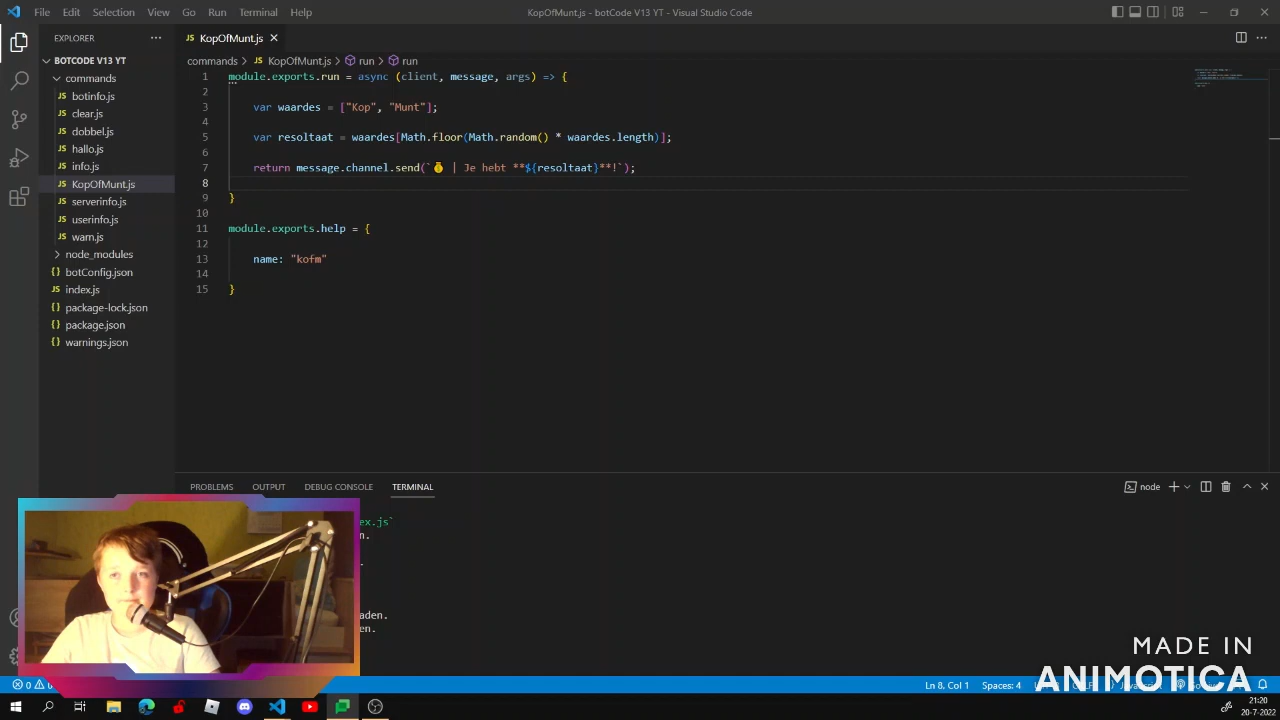 File Edit Selection View Go Run Terminal Help
KopOfMunt.js - botCode V13 YT - Visual Studio Code
EXPLORER
BOTCODE V13 YT
commands
JS botinfo.js
JS clear.js
JS dobbel.js
JS hallo.js
JS info.js
JS KopOfMunt.js
JS serverinfo.js
JS userinfo.js
JS warn.js
node_modules
{} botConfig.json
JS index.js
{} package-lock.json
{} package.json
{} warnings.json
JS KopOfMunt.js
commands > JS KopOfMunt.js > run > run
1 module.exports.run = async (client, message, args) => {
2
3 var waardes = ["Kop", "Munt"];
4
5 var resoltaat = waardes[Math.floor(Math.random() * waardes.length)];
6
7 return message.channel.send(`💰 | Je hebt **${resoltaat}**!`);
8
9 }
10
11 module.exports.help = {
12
13 name: "kofm"
14
15 }
PROBLEMS OUTPUT DEBUG CONSOLE TERMINAL
node
ex.js`
n.
aden.
en.
MADE IN
ANIMOTICA
0 0
Ln 8, Col 1 Spaces: 4
21:20
20-7-2022